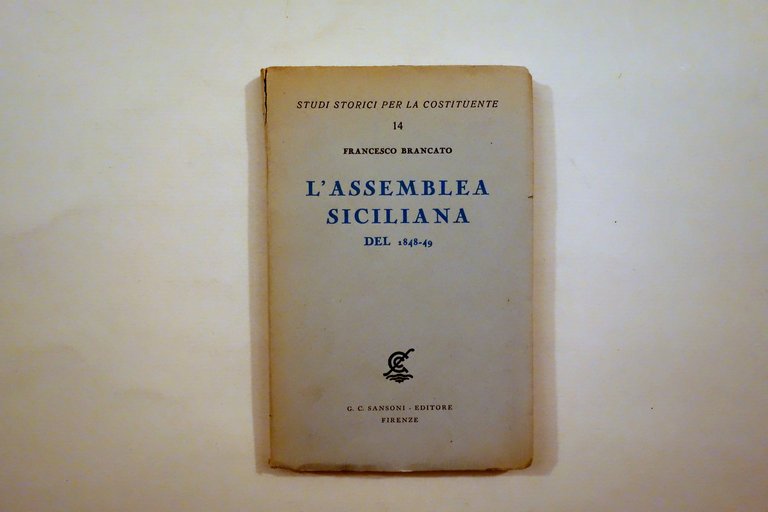 STUDI STORICI PER LA COSTITUENTE
14
FRANCESCO BRANCATO
L'ASSEMBLEA
SICILIANA
DEL 1848-49
G. C. SANSONI - EDITORE
FIRENZE